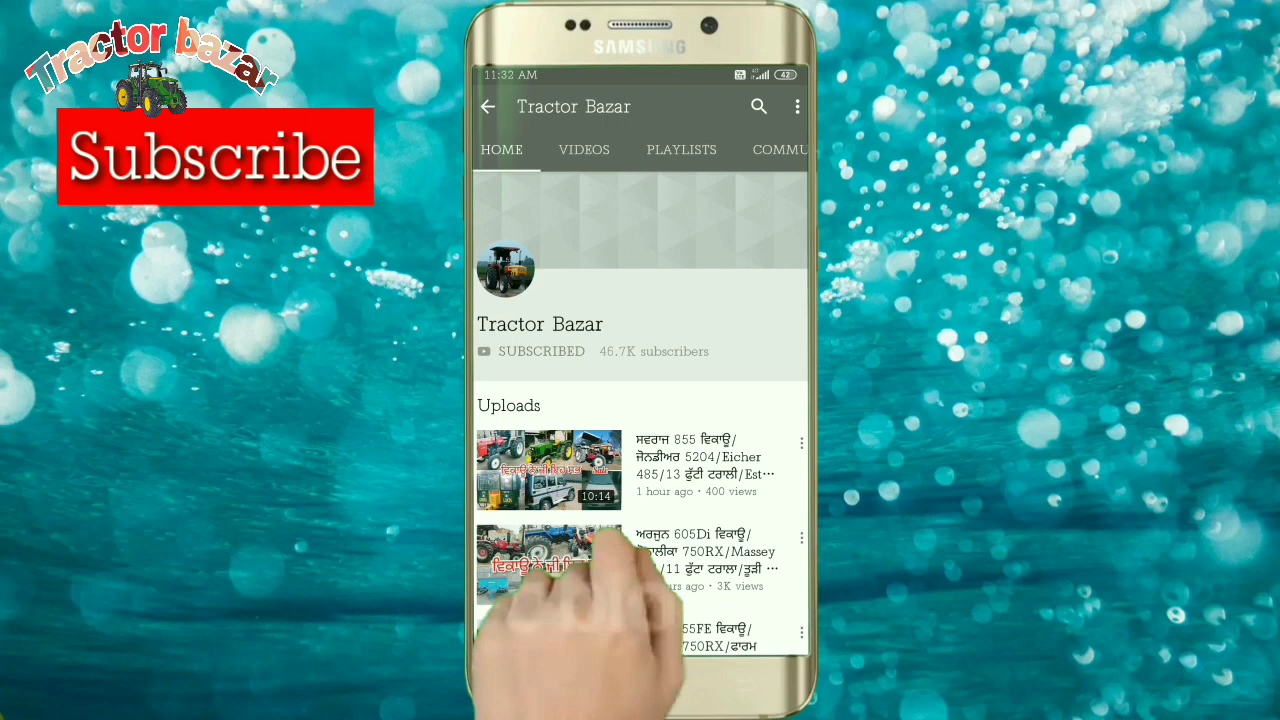 Tractor bazar
Subscribe
SAMSUNG
11:32 AM
42
Tractor Bazar
HOME VIDEOS PLAYLISTS COMMU
Tractor Bazar
SUBSCRIBED 46.7K subscribers
Uploads
ਸਵਰਾਜ 855 ਵਿਕਾਊ/
ਜੋਨਡੀਅਰ 5204/Eicher
485/13 ਫੁੱਟੀ ਟਰਾਲੀ/Est...
1 hour ago • 400 views
10:14
ਅਰਜੁਨ 605Di ਵਿਕਾਊ/
750RX/Massey
/11 ਫੁੱਟਾ ਟਰਾਲਾ/ਤੂੜੀ ...
ago • 3K views
55FE ਵਿਕਾਊ/
750RX/ਫਾਰਮ